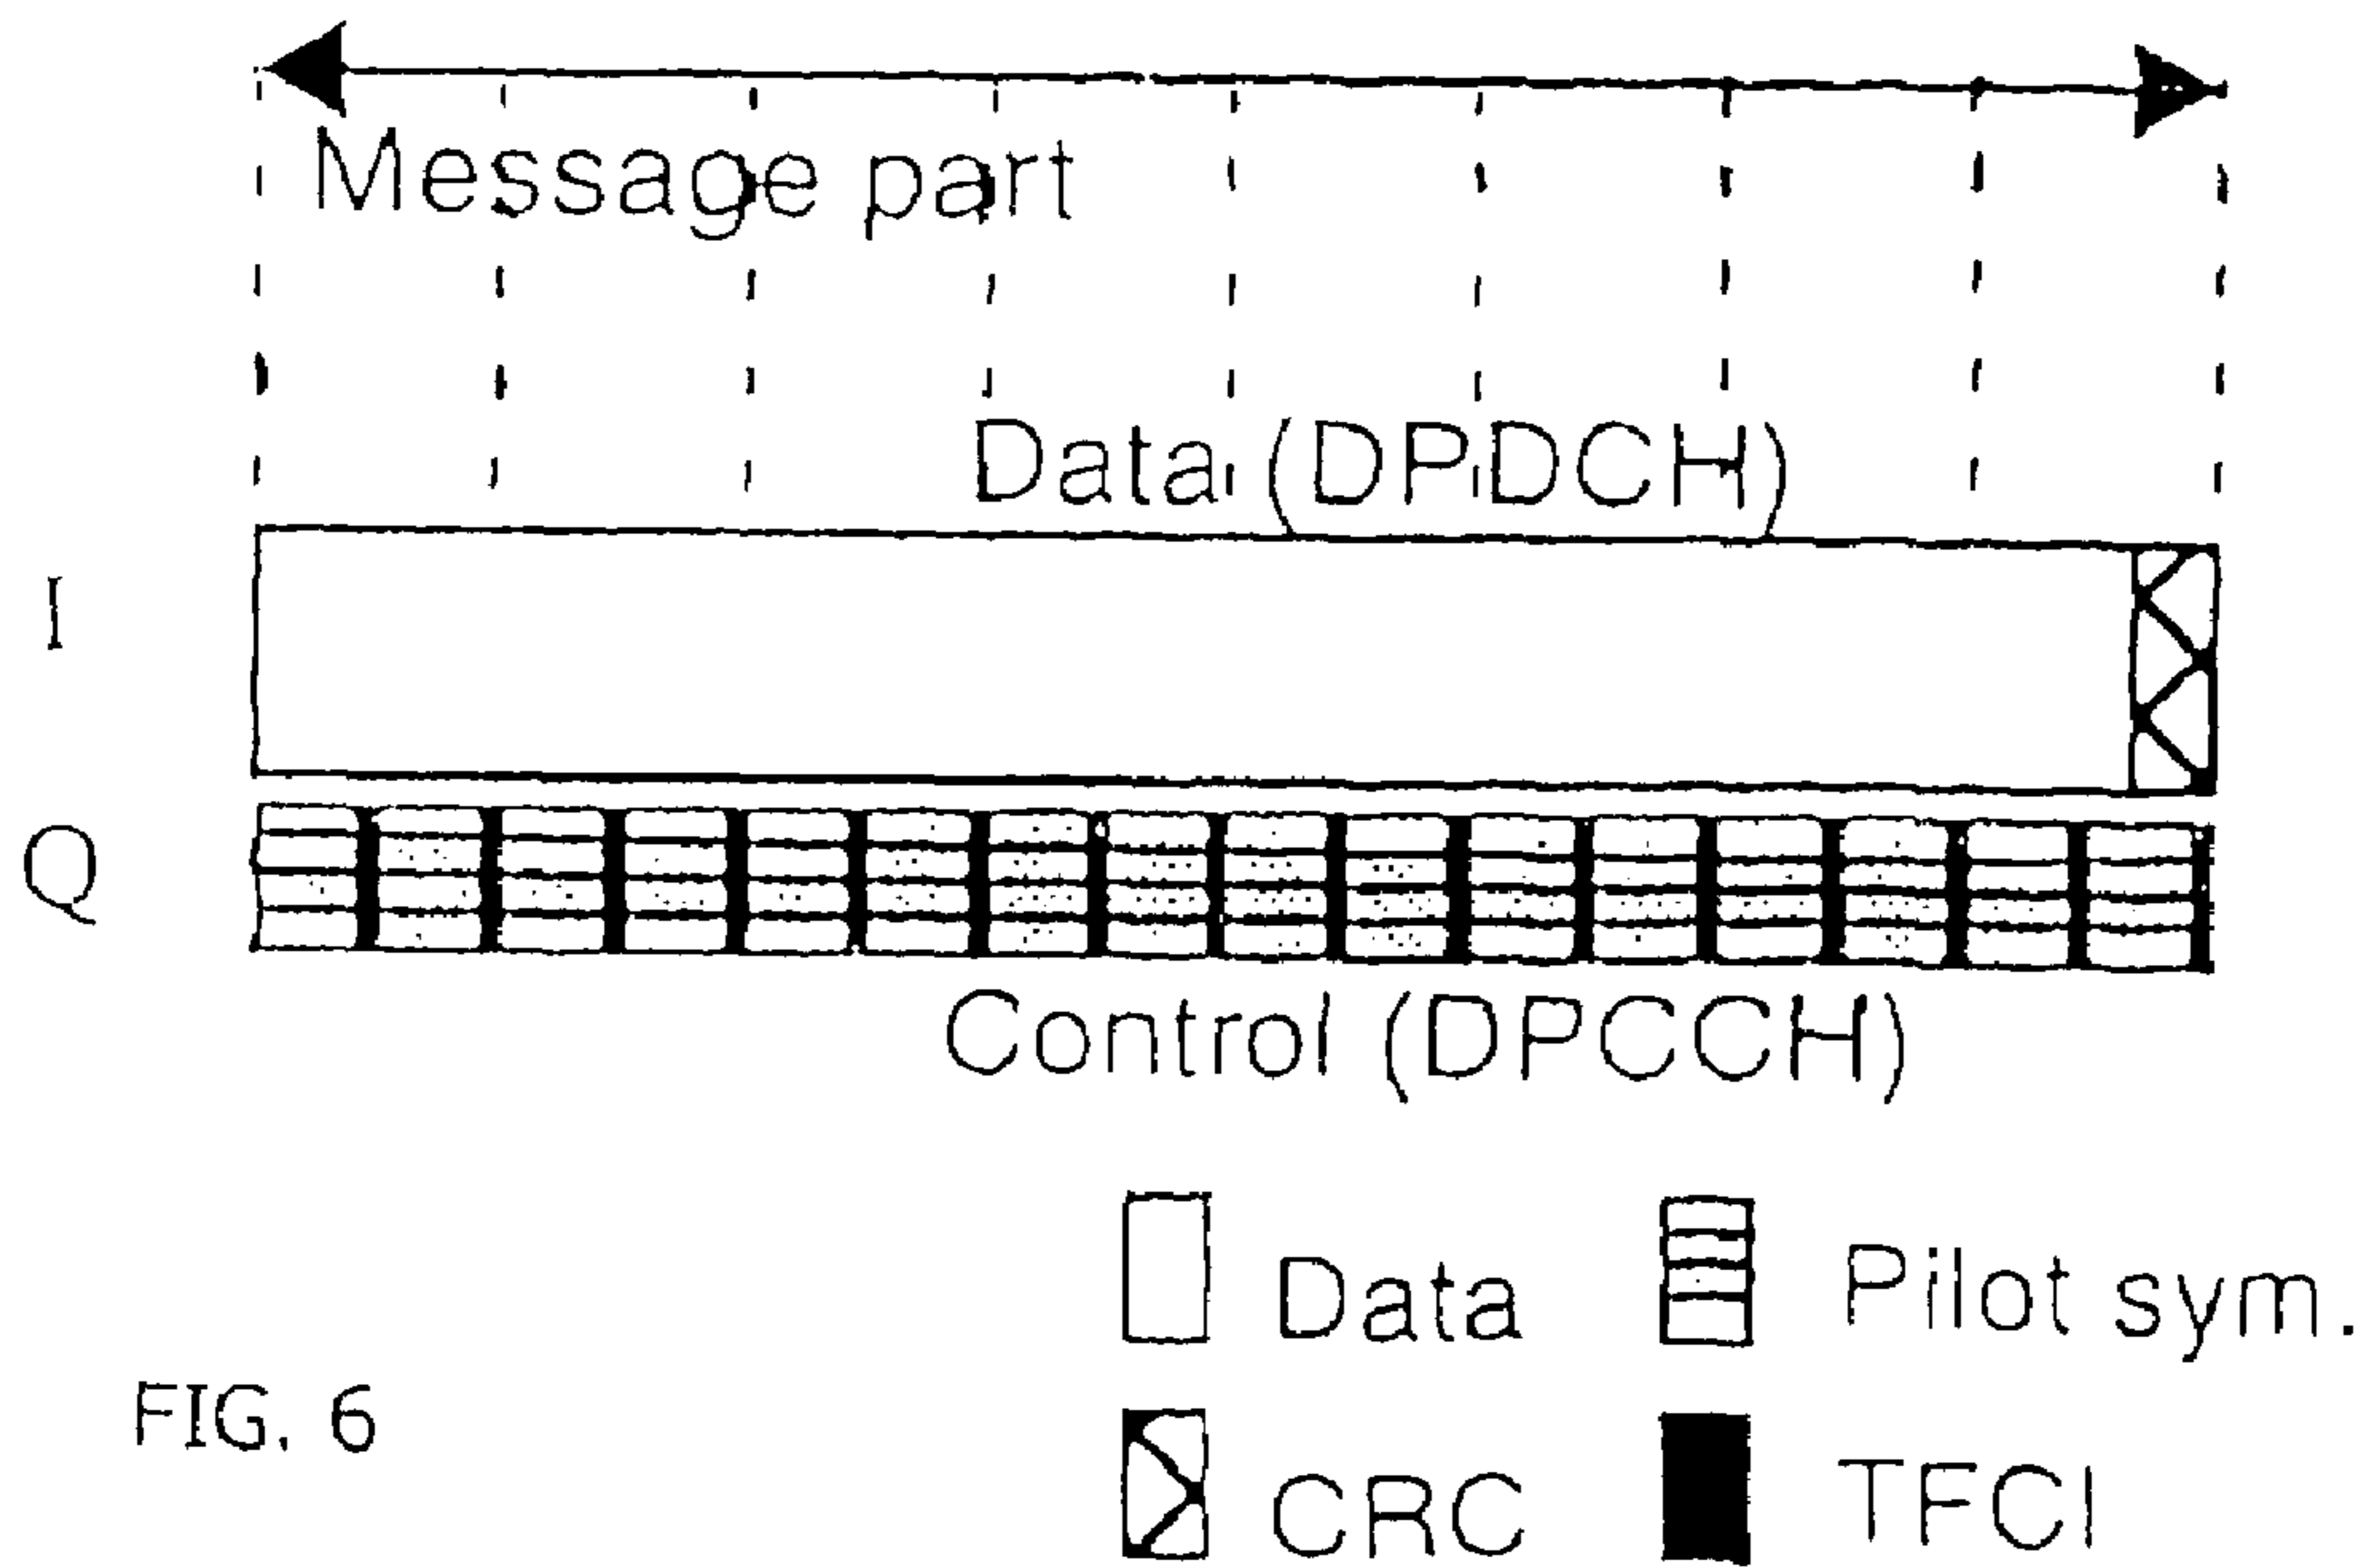 Message part
Data (DPDCH)
I
Q
Control (DPCCH)
Data
Pilot sym.
CRC
TFCI
FIG. 6